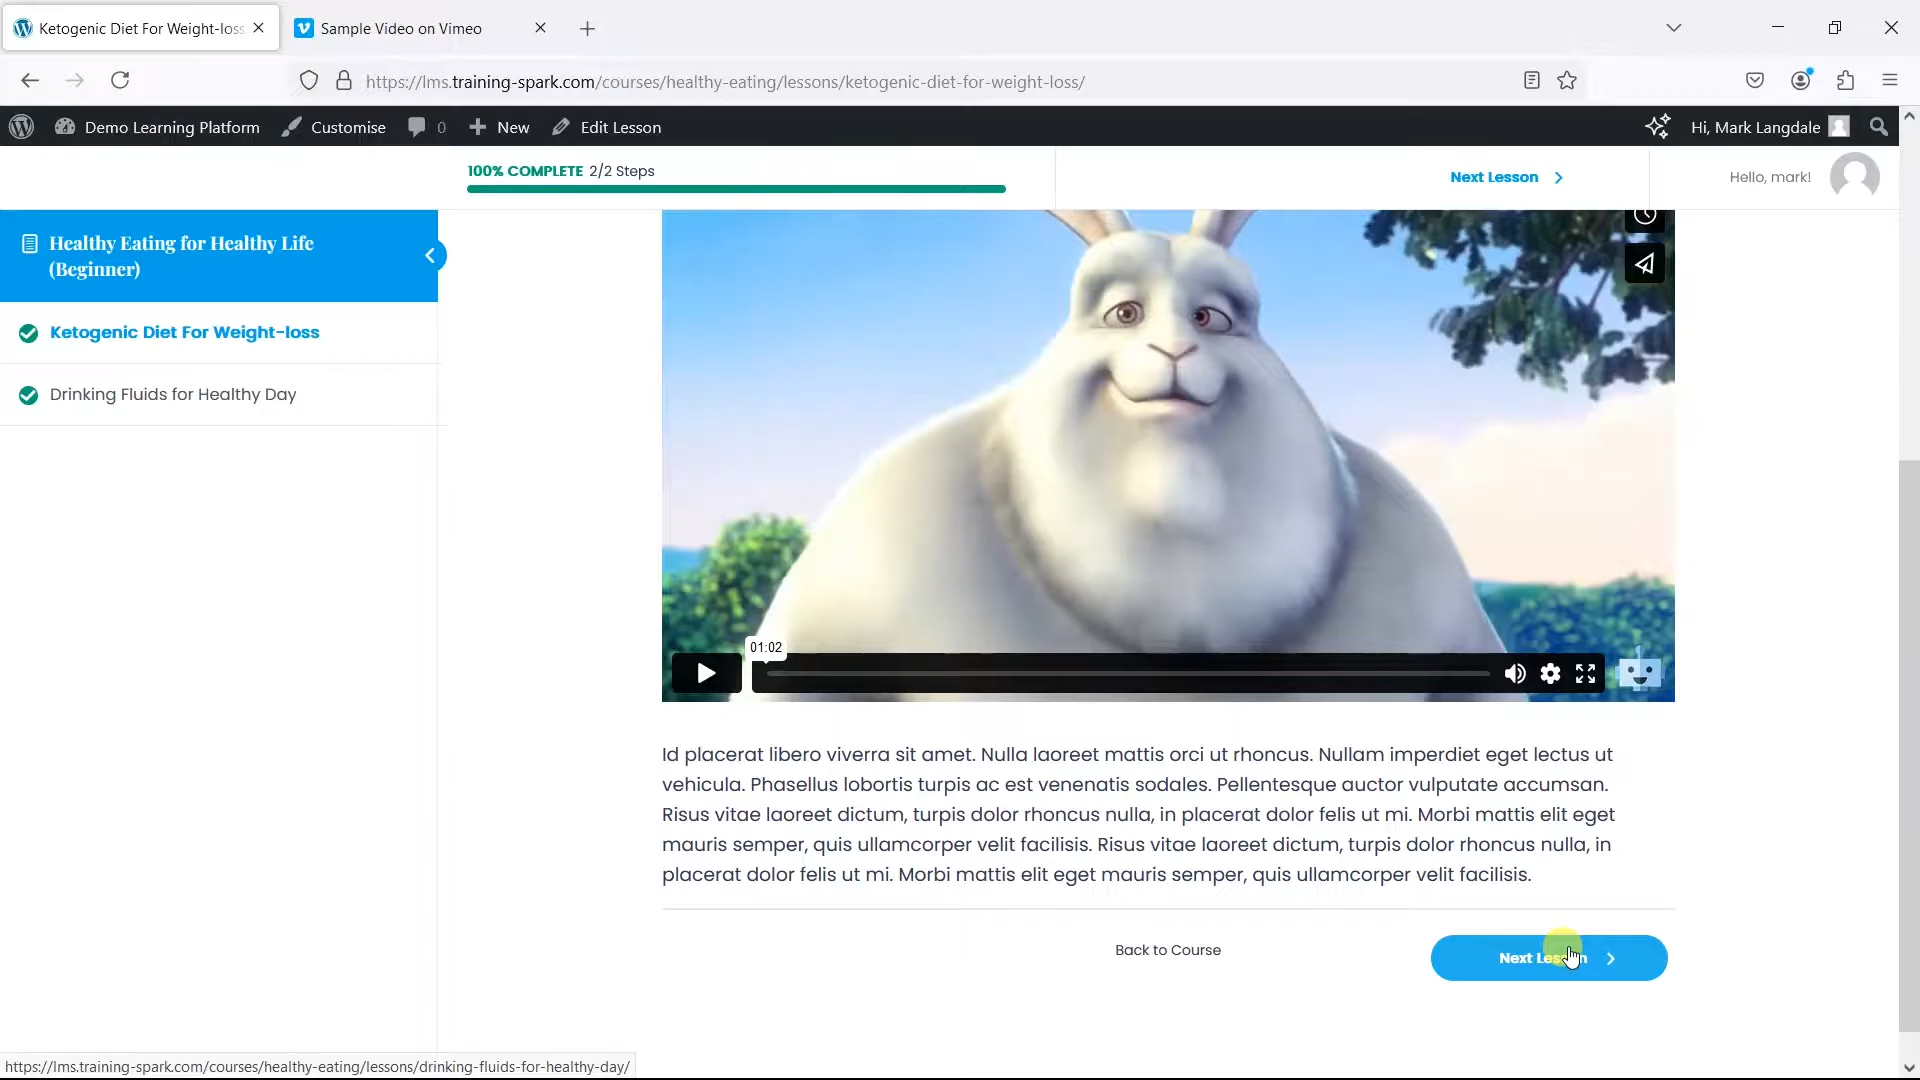 Ketogenic Diet For Weight-loss
Sample Video on Vimeo
https://lms.training-spark.com/courses/healthy-eating/lessons/ketogenic-diet-for-weight-loss/
Demo Learning Platform
Customise
0
New
Edit Lesson
Hi, Mark Langdale
100% COMPLETE 2/2 Steps
Next Lesson
Hello, mark!
Healthy Eating for Healthy Life
(Beginner)
Ketogenic Diet For Weight-loss
Drinking Fluids for Healthy Day
01:02
Id placerat libero viverra sit amet. Nulla laoreet mattis orci ut rhoncus. Nullam imperdiet eget lectus ut
vehicula. Phasellus lobortis turpis ac est venenatis sodales. Pellentesque auctor vulputate accumsan.
Risus vitae laoreet dictum, turpis dolor rhoncus nulla, in placerat dolor felis ut mi. Morbi mattis elit eget
mauris semper, quis ullamcorper velit facilisis. Risus vitae laoreet dictum, turpis dolor rhoncus nulla, in
placerat dolor felis ut mi. Morbi mattis elit eget mauris semper, quis ullamcorper velit facilisis.
Back to Course
Next Lesson
https://lms.training-spark.com/courses/healthy-eating/lessons/drinking-fluids-for-healthy-day/